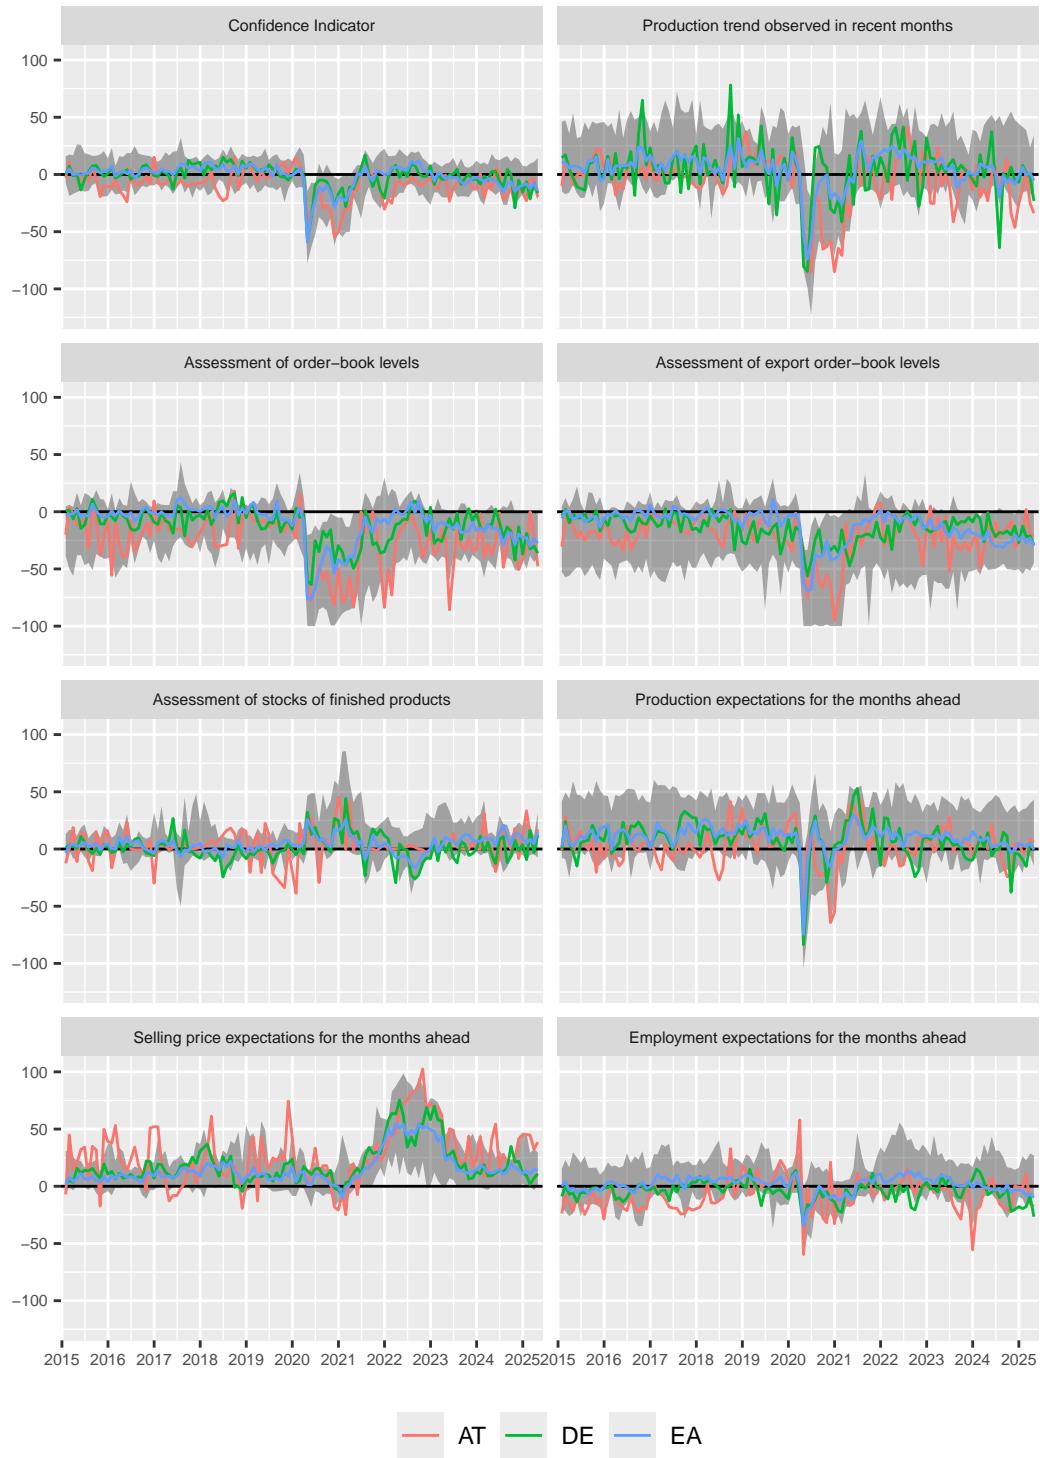 Confidence Indicator
Production trend observed in recent months
100
50
0
−50
−100
Assessment of order−book levels
Assessment of export order−book levels
100
50
0
−50
−100
Assessment of stocks of finished products
Production expectations for the months ahead
100
50
0
−50
−100
Selling price expectations for the months ahead
Employment expectations for the months ahead
100
50
0
−50
−100
2015 2016 2017 2018 2019 2020 2021 2022 2023 2024 2025
2015 2016 2017 2018 2019 2020 2021 2022 2023 2024 2025
AT DE EA